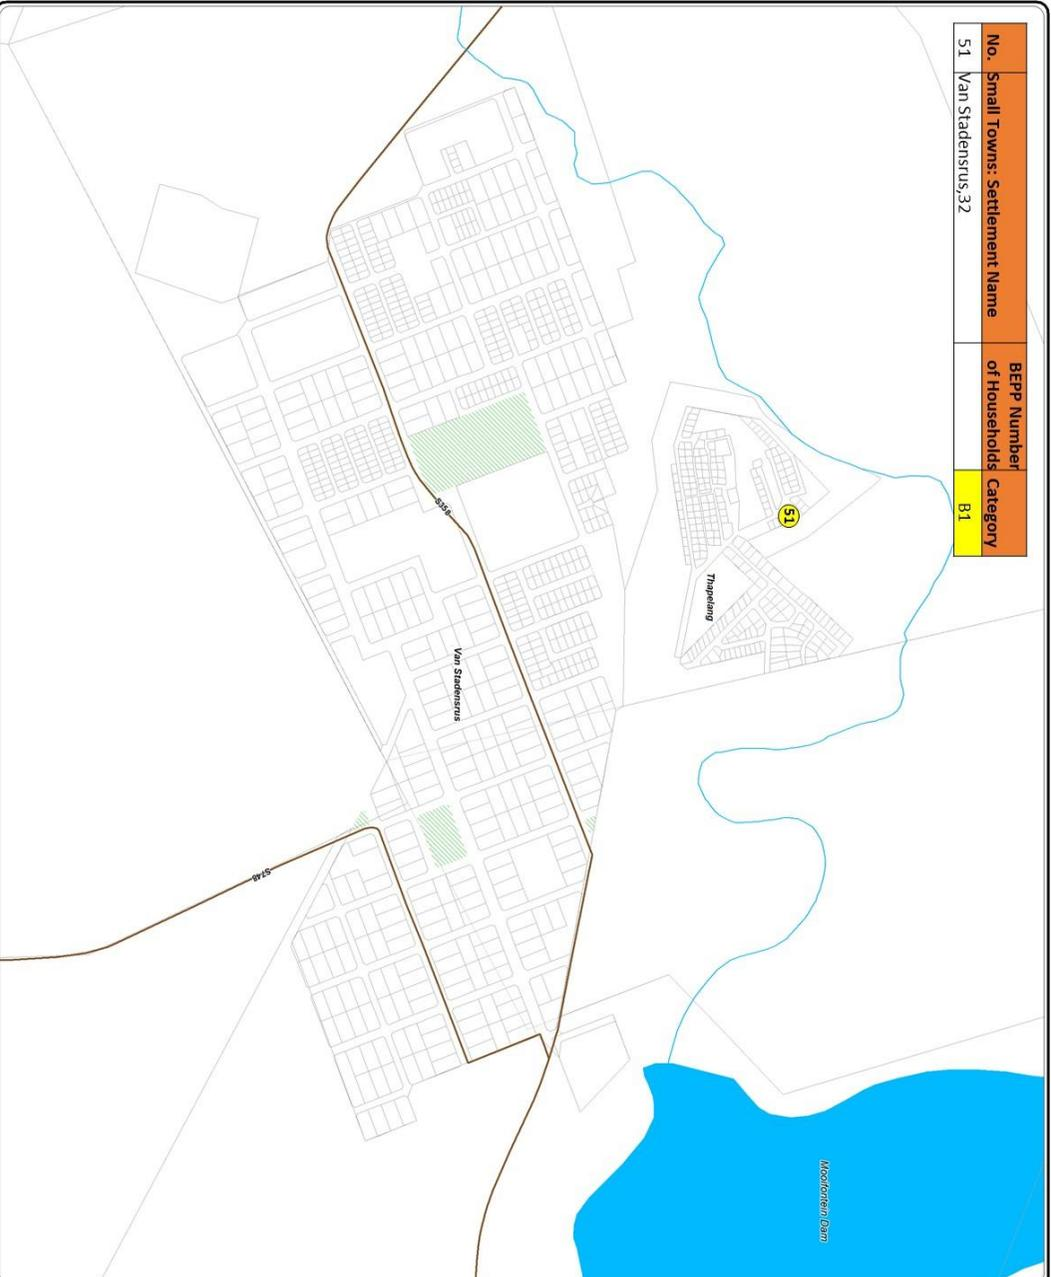 No. Small Towns: Settlement Name BEPP Number of Households Category
51 Van Stadensrus,32 B1
51
Thapelang
S358
Van Stadensrus
S748
Mooifontein Dam